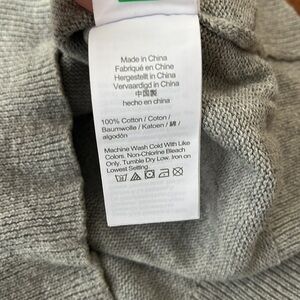 Made in China
Fabriqué en Chine
Hergestellt in China
Vervaardigd in China
中国製
hecho en china
100% Cotton / Coton /
Baumwolle / Katoen / 綿 /
algodón
Machine Wash Cold With Like
Colors. Non-Chlorine Bleach
Only. Tumble Dry Low. Iron on
Lowest Setting.